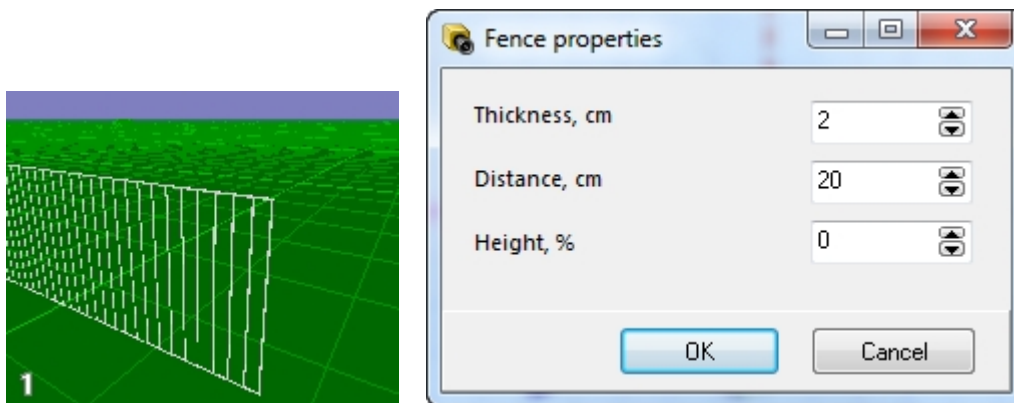 Fence properties
Thickness, cm
2
Distance, cm
20
Height, %
0
OK
Cancel
1